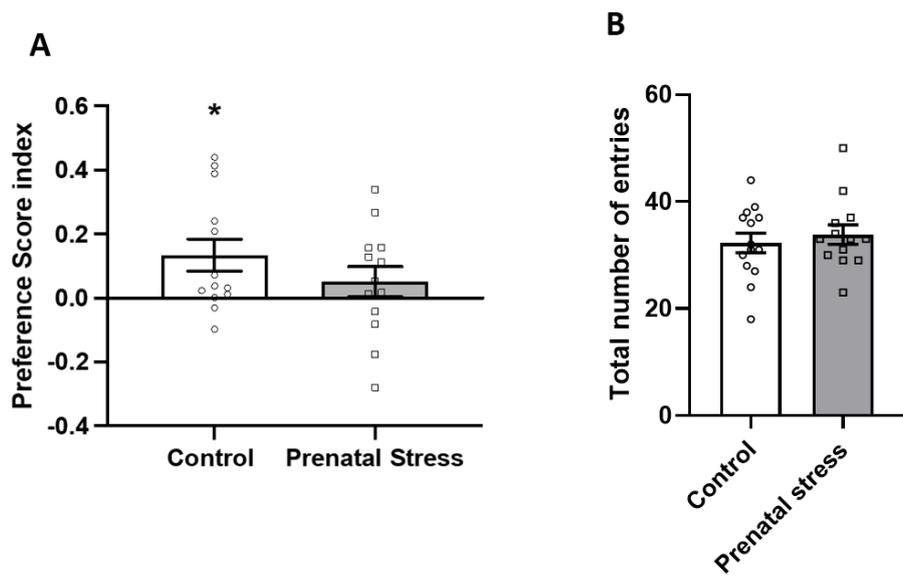 A
Preference Score index
0.6
0.4
0.2
0.0
-0.2
-0.4
*
Control
Prenatal Stress
B
Total number of entries
60
40
20
0
Control
Prenatal stress